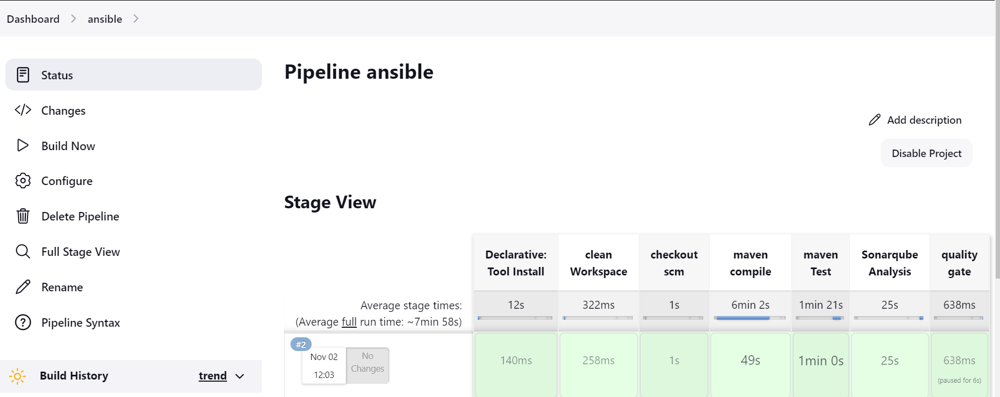 Dashboard > ansible >
Status
Changes
Build Now
Configure
Delete Pipeline
Full Stage View
Rename
Pipeline Syntax
Build History trend
Pipeline ansible
Add description
Disable Project
Stage View
Declarative: Tool Install
clean Workspace
checkout scm
maven compile
maven Test
Sonarqube Analysis
quality gate
Average stage times:
(Average full run time: ~7min 58s)
12s 322ms 1s 6min 2s 1min 21s 25s 638ms
#2
Nov 02
12:03
No
Changes
140ms 258ms 1s 49s 1min 0s 25s 638ms
(paused for 6s)